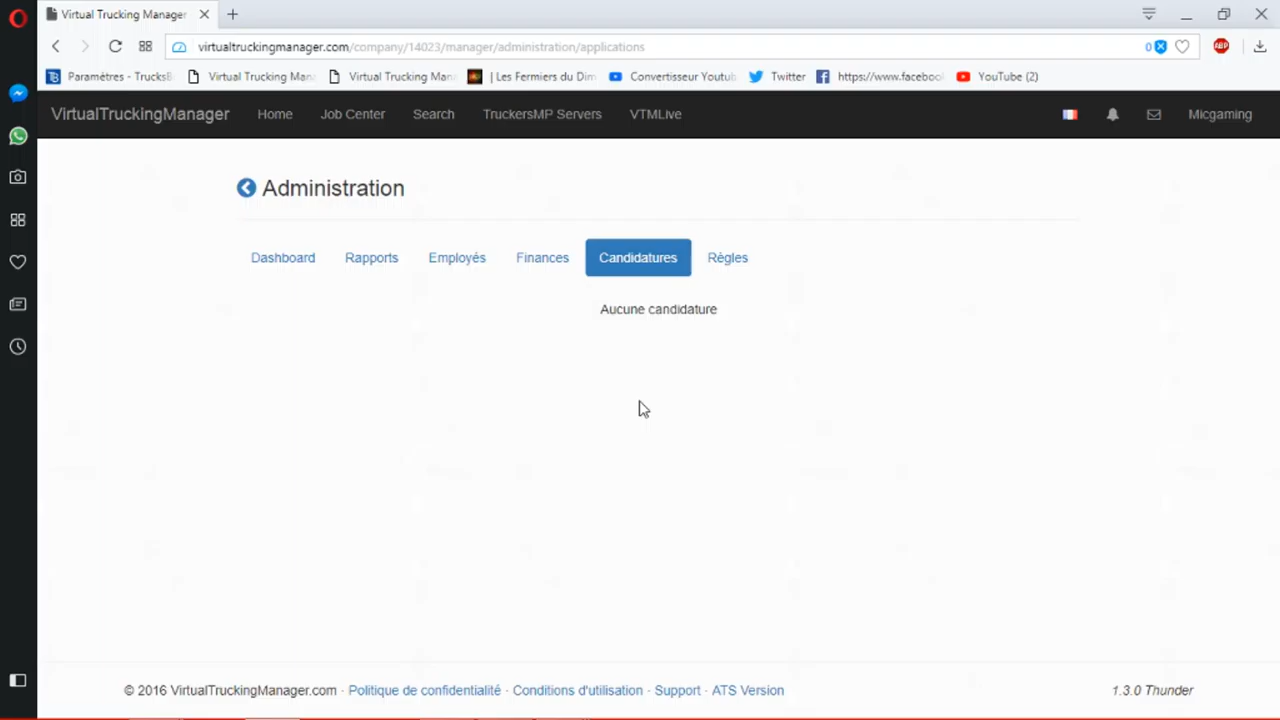 Virtual Trucking Manager
virtualtruckingmanager.com/company/14023/manager/administration/applications
0
ABP
Paramètres - TrucksB
Virtual Trucking Man
Virtual Trucking Man
| Les Fermiers du Dim
Convertisseur Youtub
Twitter
https://www.faceboo
YouTube (2)
VirtualTruckingManager
Home
Job Center
Search
TruckersMP Servers
VTMLive
Micgaming
Administration
Dashboard
Rapports
Employés
Finances
Candidatures
Règles
Aucune candidature
© 2016 VirtualTruckingManager.com · Politique de confidentialité · Conditions d'utilisation · Support · ATS Version
1.3.0 Thunder